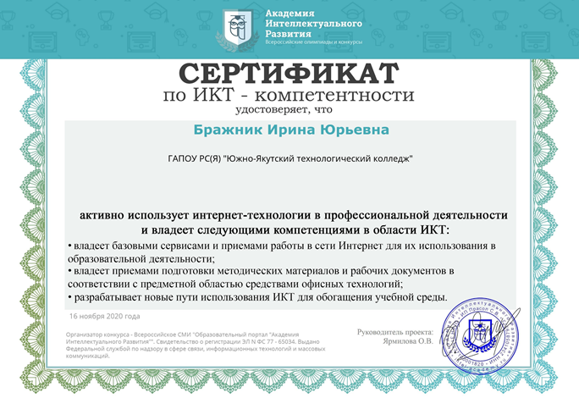 Академия
Интеллектуального
Развития
Всероссийские олимпиады и конкурсы
СЕРТИФИКАТ
по ИКТ - компетентности
удостоверяет, что
Бражник Ирина Юрьевна
ГАПОУ РС(Я) "Южно-Якутский технологический колледж"
активно использует интернет-технологии в профессиональной деятельности
и владеет следующими компетенциями в области ИКТ:
• владеет базовыми сервисами и приемами работы в сети Интернет для их использования в
образовательной деятельности;
• владеет приемами подготовки методических материалов и рабочих документов в
соответствии с предметной областью средствами офисных технологий;
• разрабатывает новые пути использования ИКТ для обогащения учебной среды.
16 ноября 2020 года
Организатор конкурса - Всероссийское СМИ "Образовательный портал "Академия
Интеллектуального Развития"". Свидетельство о регистрации ЭЛ N ФС 77 - 65034. Выдано
Федеральной службой по надзору в сфере связи, информационных технологий и массовых
коммуникаций.
Руководитель проекта:
Ярмилова О.В.